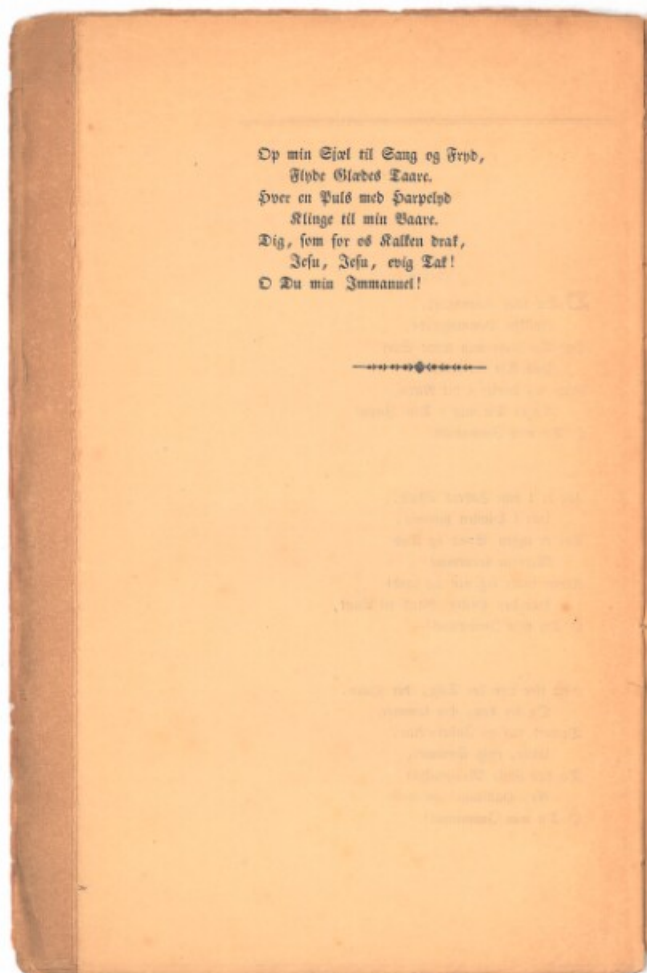 Op min Sjæl til Sang og Fryd,
Flyde Glædes Taare.
Hver en Puls med Harpelyd
Klinge til min Baare.
Dig, som for os Kalken drak,
Jesu, Jesu, evig Tak!
O Du min Immanuel!